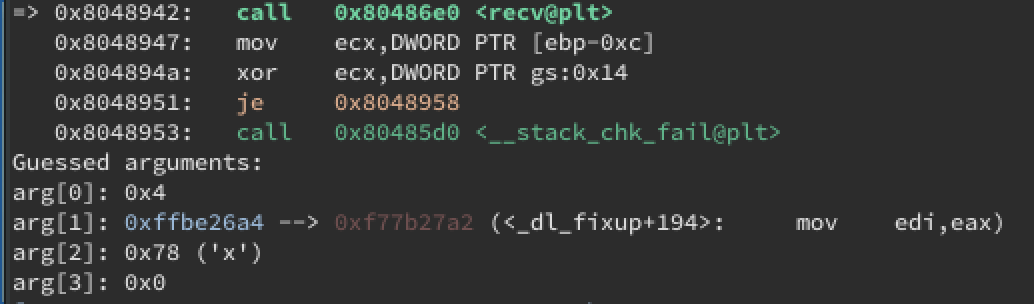 => 0x8048942: call 0x80486e0 <recv@plt>
0x8048947: mov ecx,DWORD PTR [ebp-0xc]
0x804894a: xor ecx,DWORD PTR gs:0x14
0x8048951: je 0x8048958
0x8048953: call 0x80485d0 <__stack_chk_fail@plt>
Guessed arguments:
arg[0]: 0x4
arg[1]: 0xffbe26a4 --> 0xf77b27a2 (<_dl_fixup+194>: mov edi,eax)
arg[2]: 0x78 ('x')
arg[3]: 0x0